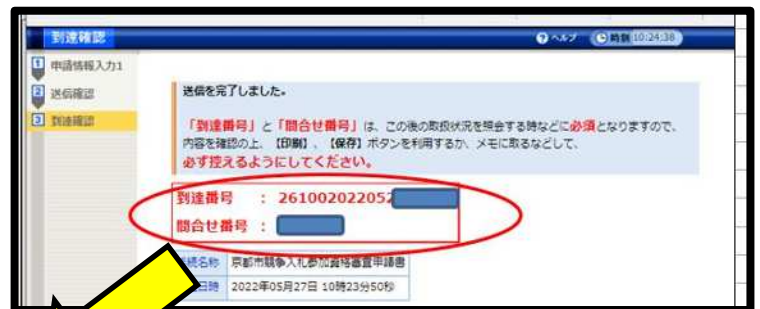 到達確認
ヘルプ 時刻 10:24:38
1 申請情報入力1
2 送信確認
3 到達確認
送信を完了しました。
「到達番号」と「問合せ番号」は、この後の取扱状況を照会する時などに必須となりますので、
内容を確認の上、【印刷】、【保存】ボタンを利用するか、メモに取るなどして、
必ず控えるようにしてください。
到達番号 : 261002022052
問合せ番号 :
続名称 京都市競争入札参加資格審査申請書
日時 2022年05月27日 10時23分50秒